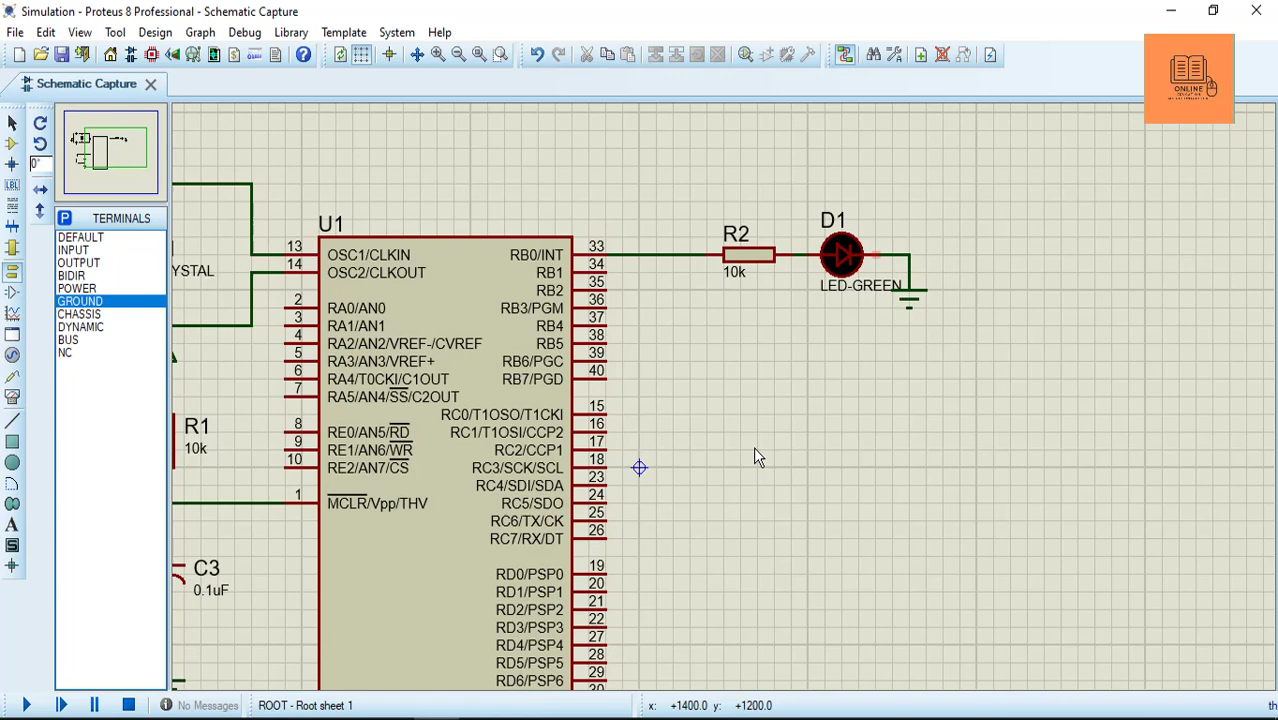 Simulation - Proteus 8 Professional - Schematic Capture
File Edit View Tool Design Graph Debug Library Template System Help
Schematic Capture
ONLINE
0°
LBL
P TERMINALS
DEFAULT
INPUT
OUTPUT
BIDIR
POWER
GROUND
CHASSIS
DYNAMIC
BUS
NC
A
S
YSTAL
R1
10k
C3
0.1uF
U1
13 OSC1/CLKIN RB0/INT 33
14 OSC2/CLKOUT RB1 34
RB2 35
2 RA0/AN0 RB3/PGM 36
3 RA1/AN1 RB4 37
4 RA2/AN2/VREF-/CVREF RB5 38
5 RA3/AN3/VREF+ RB6/PGC 39
6 RA4/T0CKI/C1OUT RB7/PGD 40
7 RA5/AN4/SS/C2OUT
RC0/T1OSO/T1CKI 15
8 RE0/AN5/RD RC1/T1OSI/CCP2 16
9 RE1/AN6/WR RC2/CCP1 17
10 RE2/AN7/CS RC3/SCK/SCL 18
RC4/SDI/SDA 23
1 MCLR/Vpp/THV RC5/SDO 24
RC6/TX/CK 25
RC7/RX/DT 26
RD0/PSP0 19
RD1/PSP1 20
RD2/PSP2 21
RD3/PSP3 22
RD4/PSP4 27
RD5/PSP5 28
RD6/PSP6 29
30
R2
10k
D1
LED-GREEN
No Messages ROOT - Root sheet 1 x: +1400.0 y: +1200.0 th